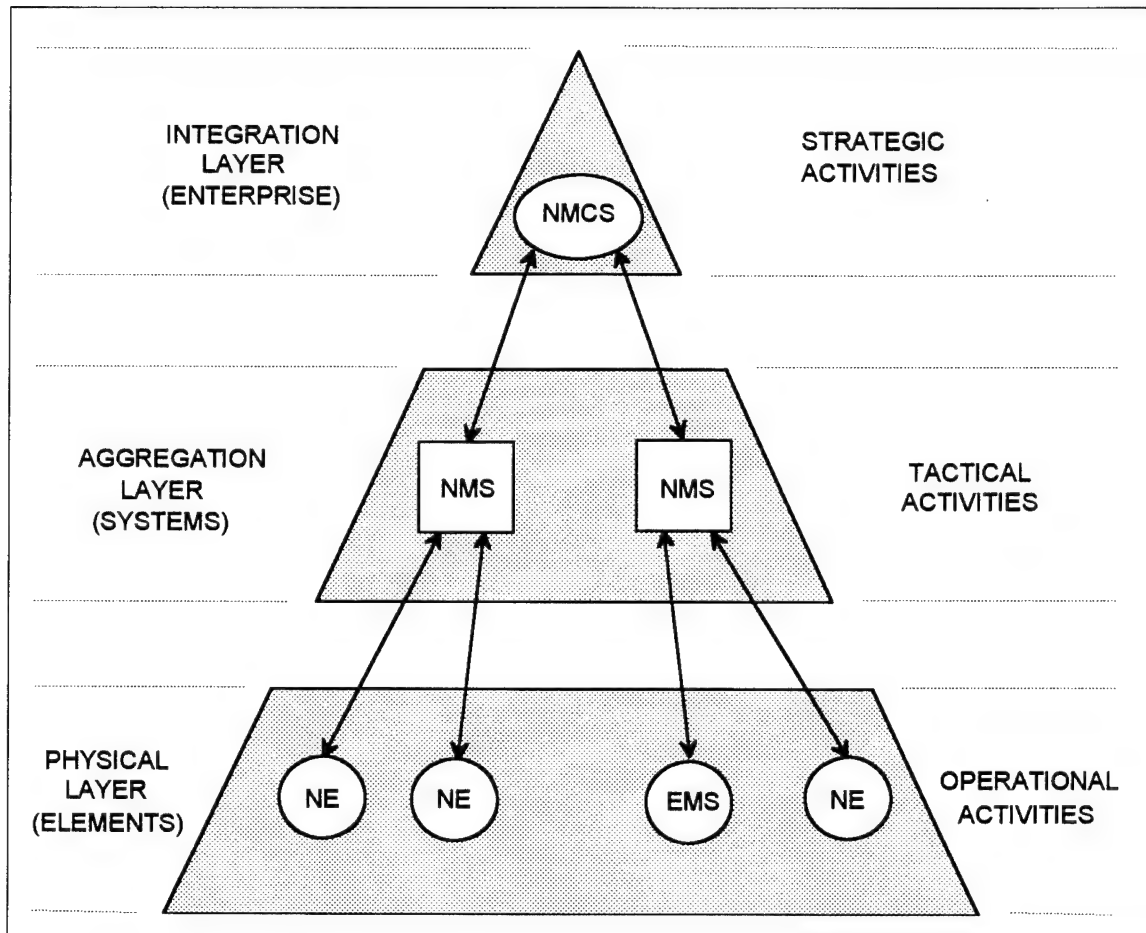 INTEGRATION
LAYER
(ENTERPRISE)
NMCS
STRATEGIC
ACTIVITIES
AGGREGATION
LAYER
(SYSTEMS)
NMS
NMS
TACTICAL
ACTIVITIES
PHYSICAL
LAYER
(ELEMENTS)
NE
NE
EMS
NE
OPERATIONAL
ACTIVITIES